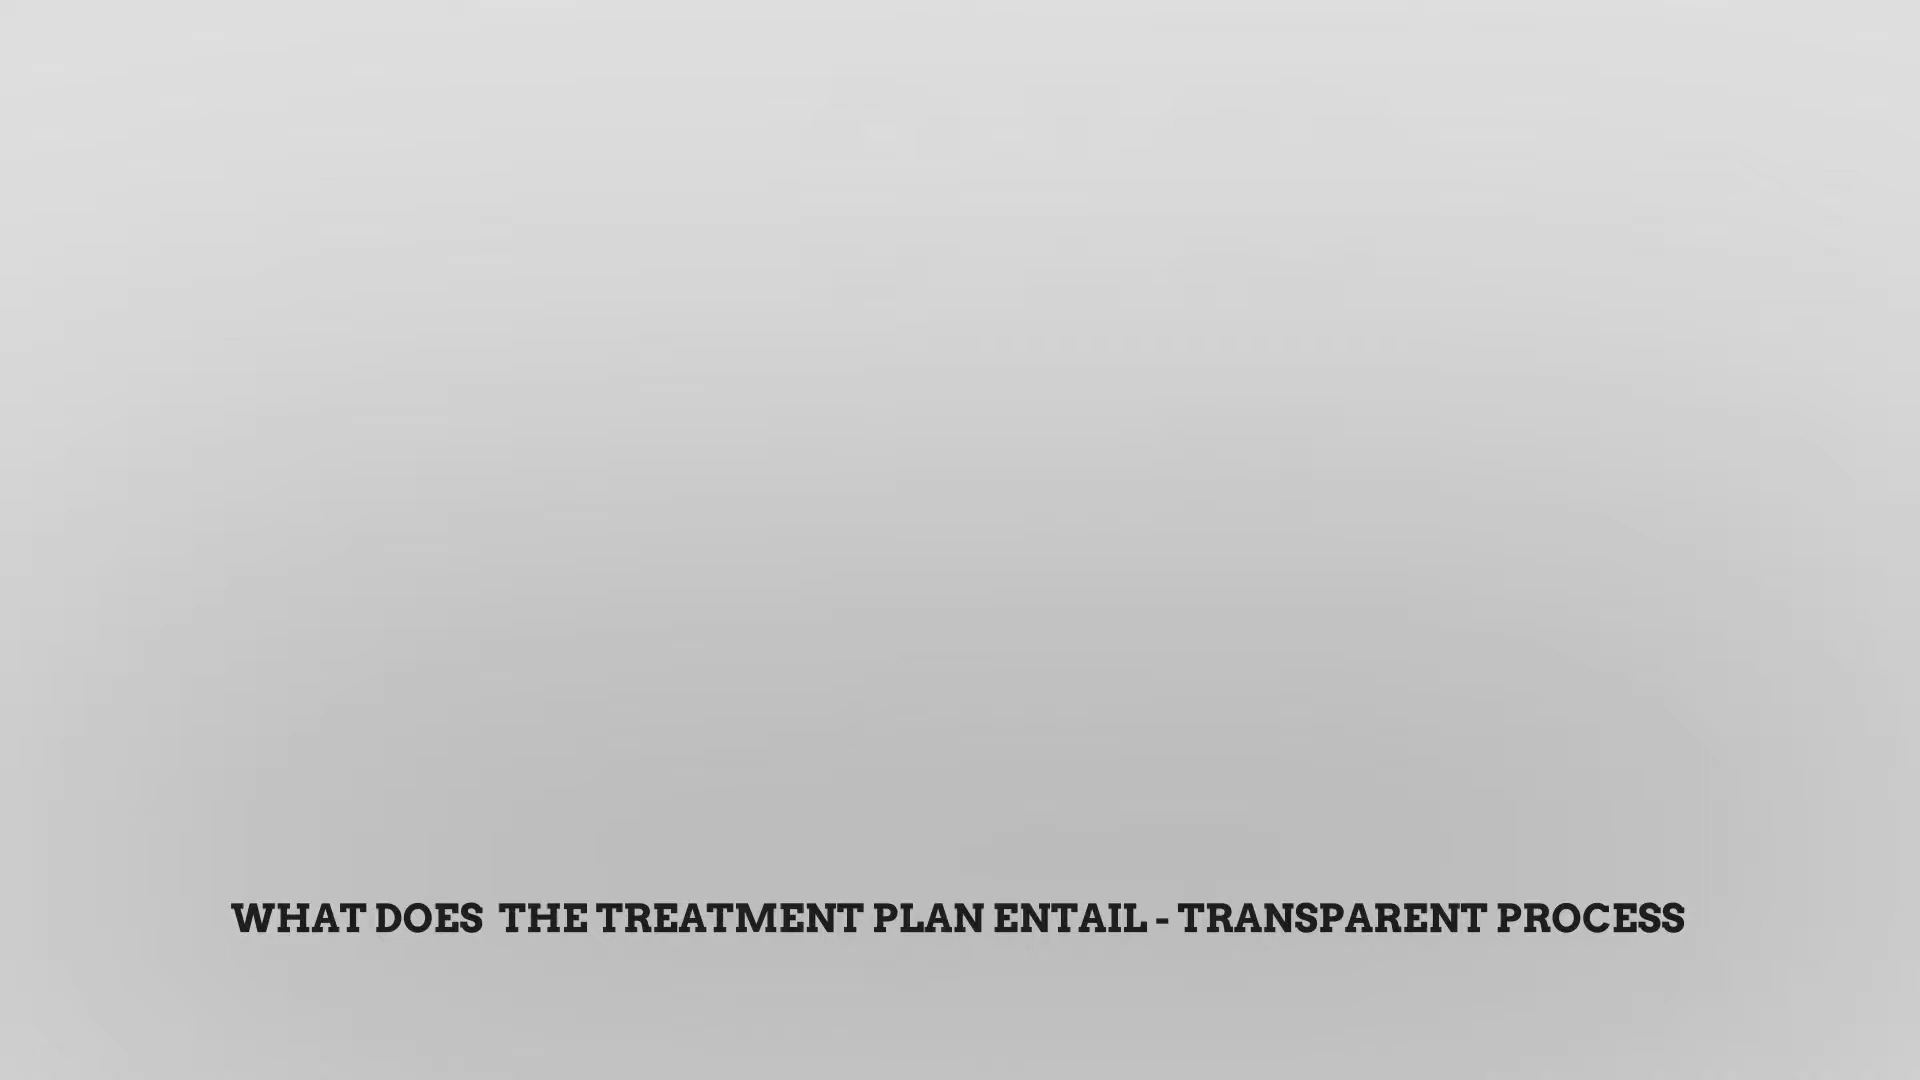 WHAT DOES  THE TREATMENT PLAN ENTAIL - TRANSPARENT PROCESS